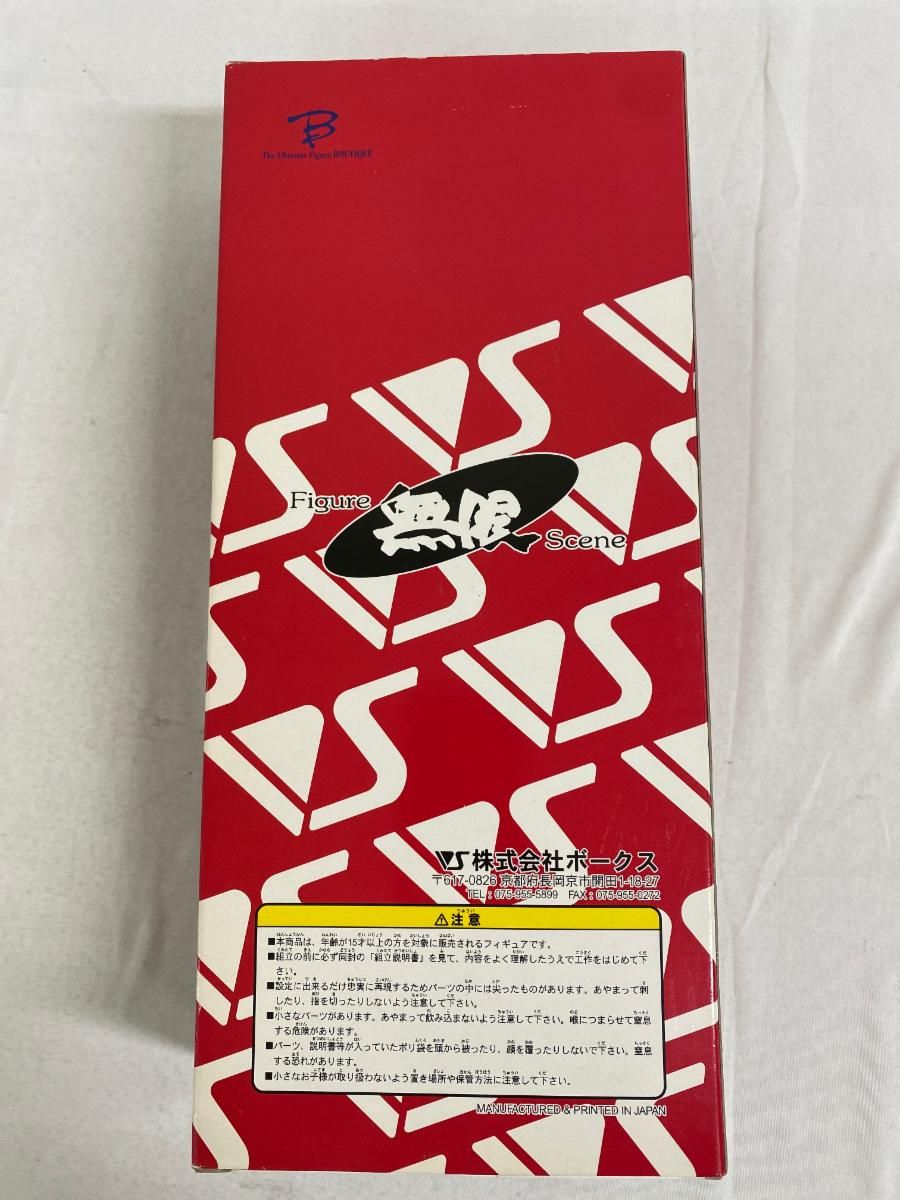 B
The Ultimate Figure BOUTIQUE
Figure
Scene
VS 株式会社ボークス
〒617-0826 京都府長岡京市開田1-18-27
TEL：075-955-5899 FAX：075-955-0272
⚠注意
■本商品は、年齢が15才以上の方を対象に販売されるフィギュアです。
■組立の前に必ず同封の「組立説明書」を見て、内容をよく理解したうえで工作をはじめて下
さい。
■設定に出来るだけ忠実に再現するためパーツの中には尖ったものがあります。あやまって刺
したり、指を切ったりしないよう注意して下さい。
■小さなパーツがあります。あやまって飲み込まないよう注意して下さい。喉につまらせて窒息
する危険があります。
■パーツ、説明書等が入っていたポリ袋を頭から被ったり、顔を覆ったりしないで下さい。窒息
する恐れがあります。
■小さなお子様が取り扱わないよう置き場所や保管方法に注意して下さい。
MANUFACTURED & PRINTED IN JAPAN